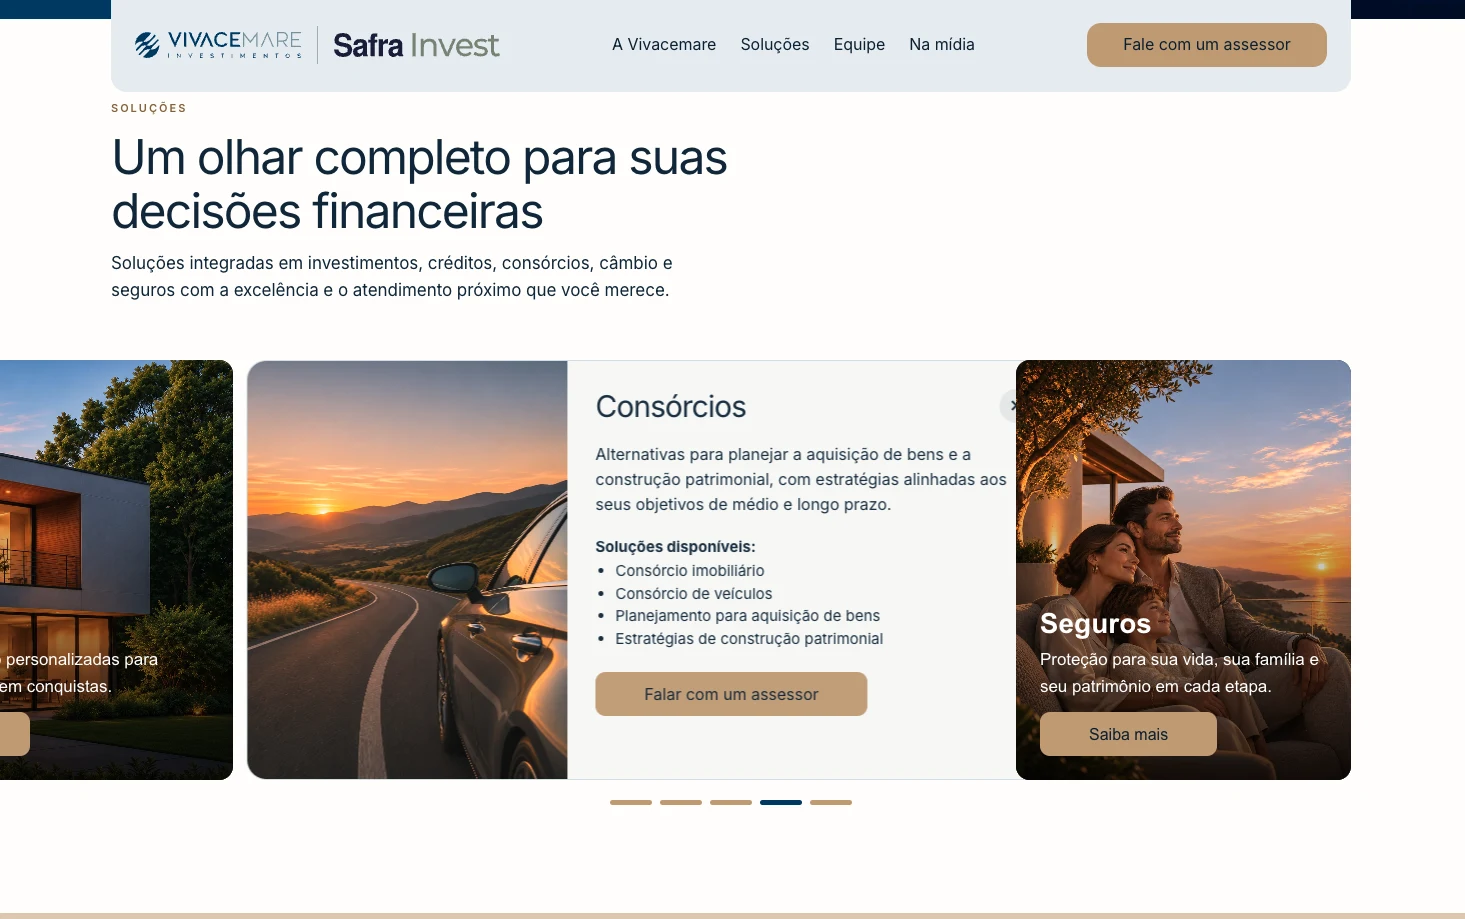 VIVACEMARE
INVESTIMENTOS
Safra Invest
A Vivacemare
Soluções
Equipe
Na mídia
Fale com um assessor
SOLUÇÕES
Um olhar completo para suas
decisões financeiras
Soluções integradas em investimentos, créditos, consórcios, câmbio e
seguros com a excelência e o atendimento próximo que você merece.
personalizadas para
em conquistas.
Consórcios
Alternativas para planejar a aquisição de bens e a
construção patrimonial, com estratégias alinhadas aos
seus objetivos de médio e longo prazo.
Soluções disponíveis:
• Consórcio imobiliário
• Consórcio de veículos
• Planejamento para aquisição de bens
• Estratégias de construção patrimonial
Falar com um assessor
Seguros
Proteção para sua vida, sua família e
seu patrimônio em cada etapa.
Saiba mais